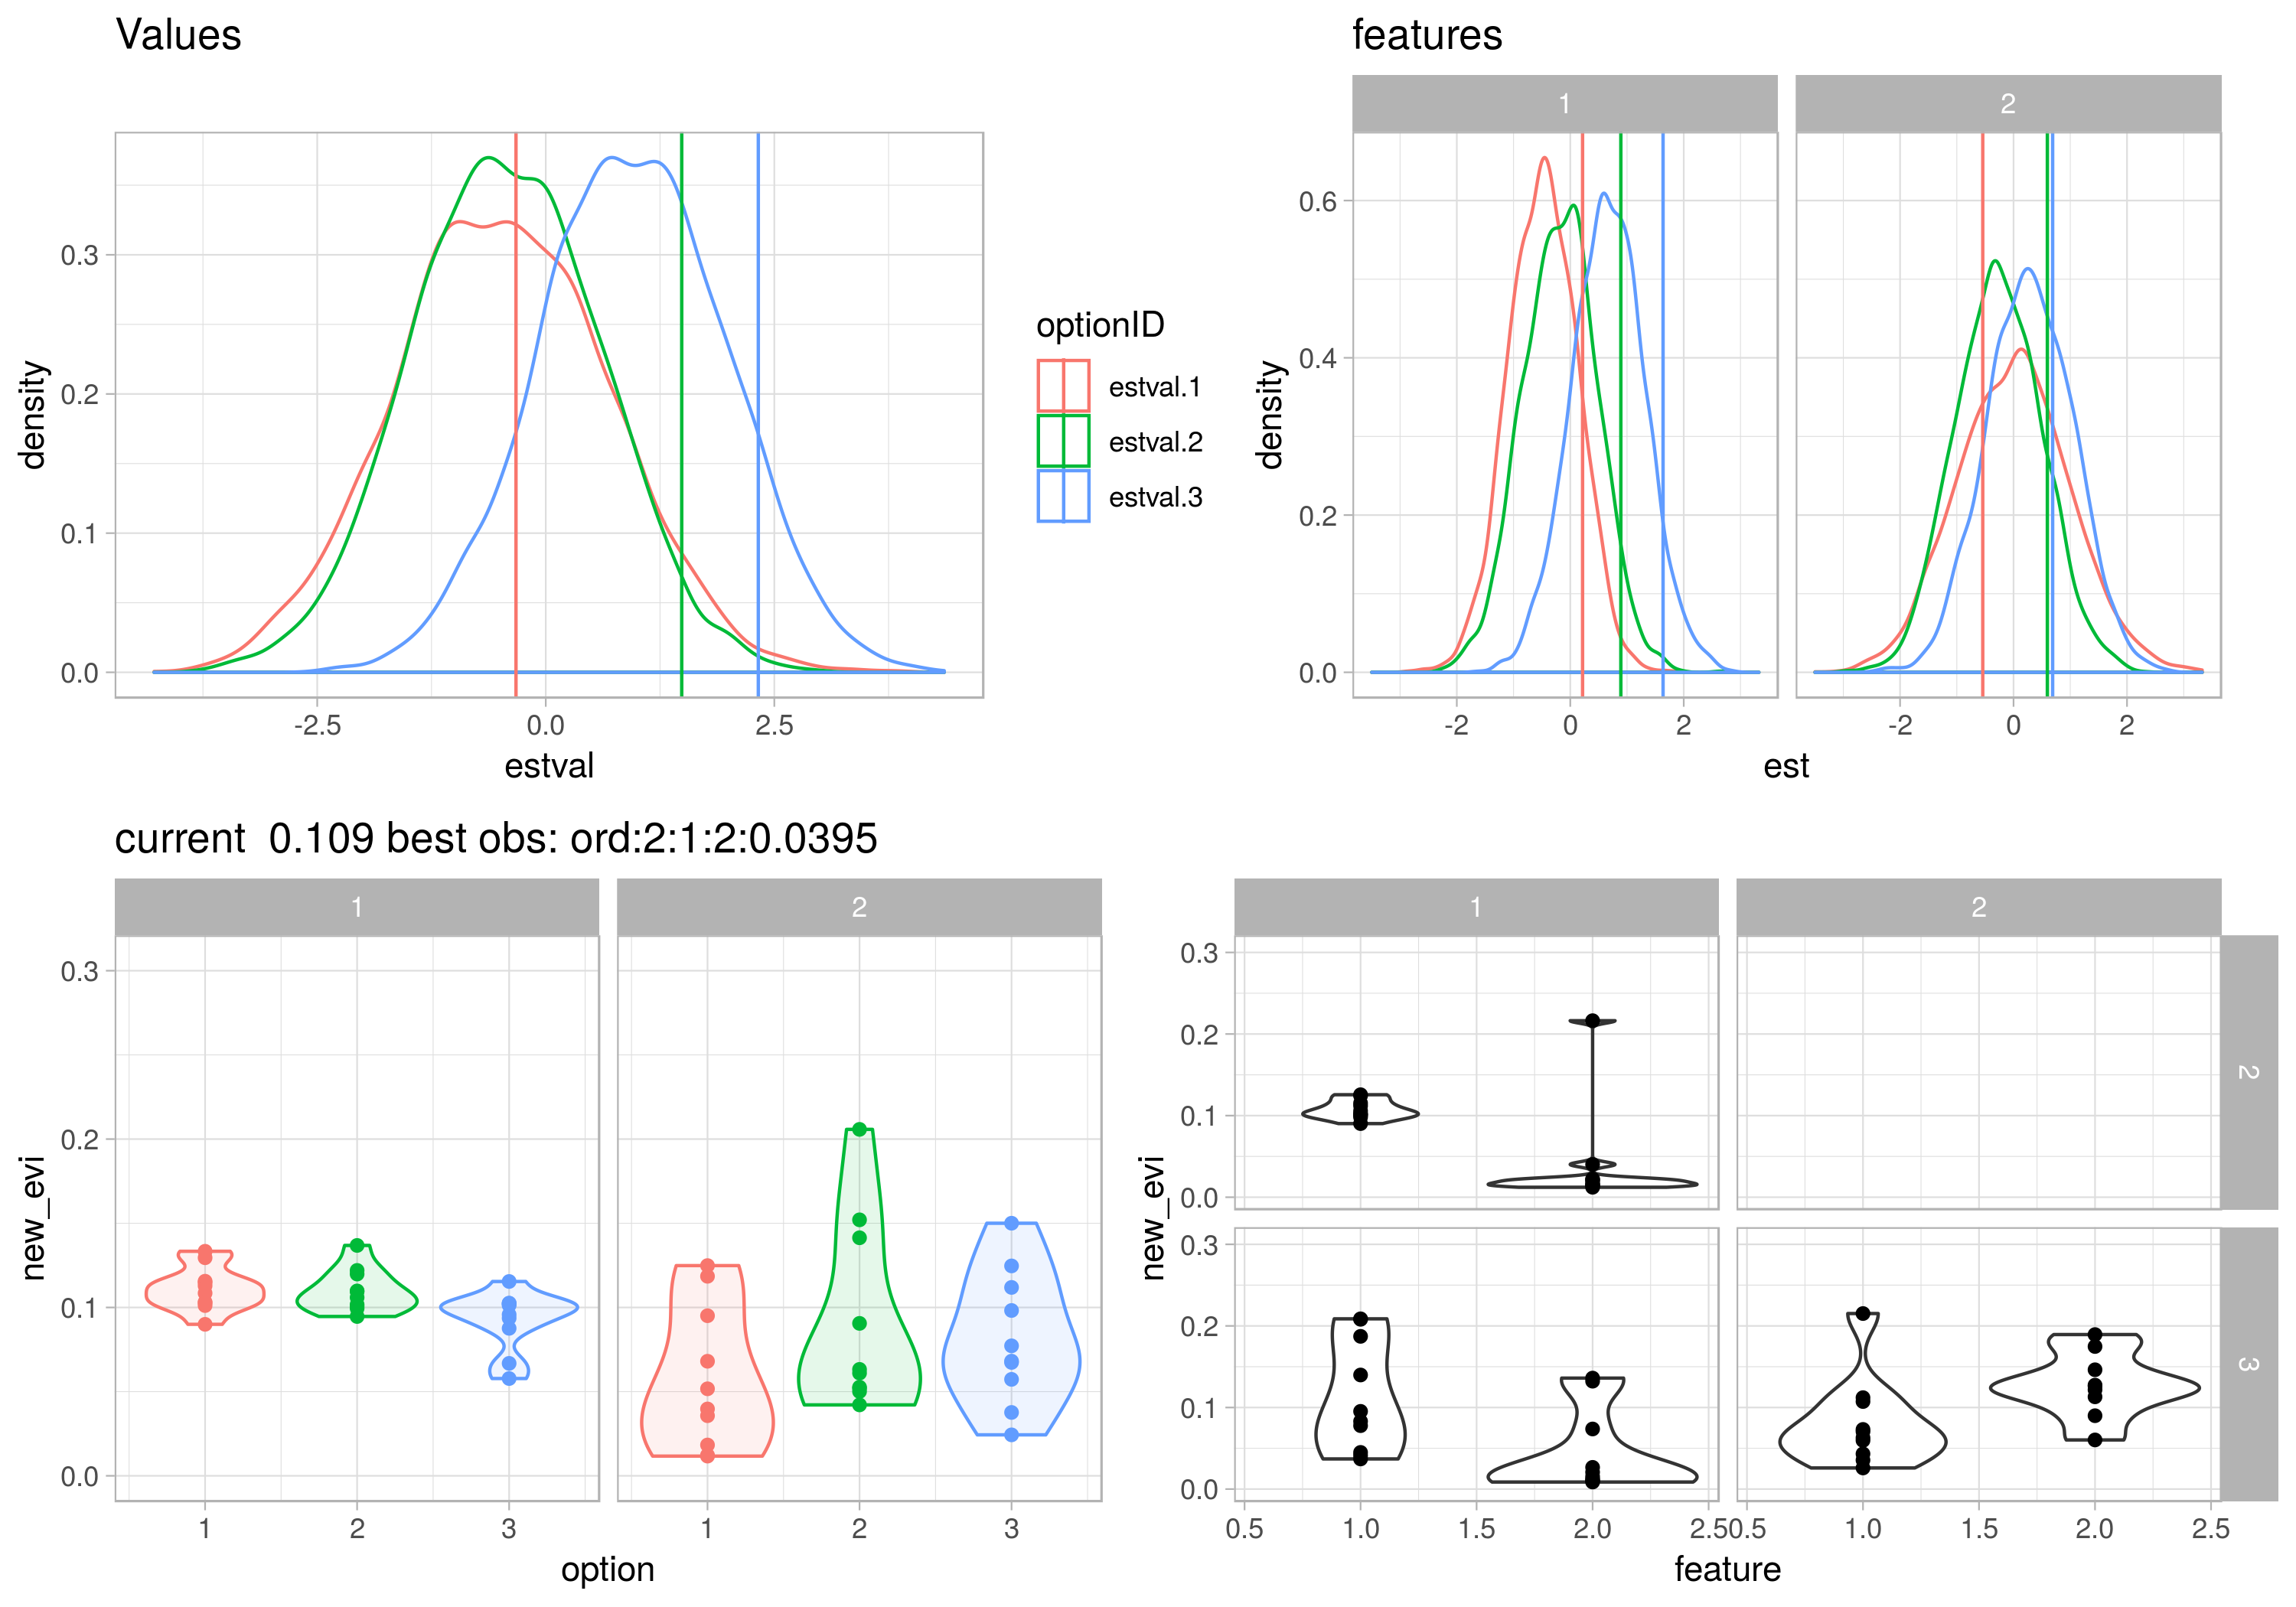 Values
density
0.3
0.2
0.1
0.0
-2.5 0.0 2.5
estval
optionID
estval.1
estval.2
estval.3
features
1 2
density
0.6
0.4
0.2
0.0
-2 0 2 -2 0 2
est
current 0.109 best obs: ord:2:1:2:0.0395
1 2
new_evi
0.3
0.2
0.1
0.0
1 2 3 1 2 3
option
1 2
new_evi
0.3
0.2
0.1
0.0
2
0.3
0.2
0.1
0.0
3
0.5 1.0 1.5 2.0 2.5 0.5 1.0 1.5 2.0 2.5
feature